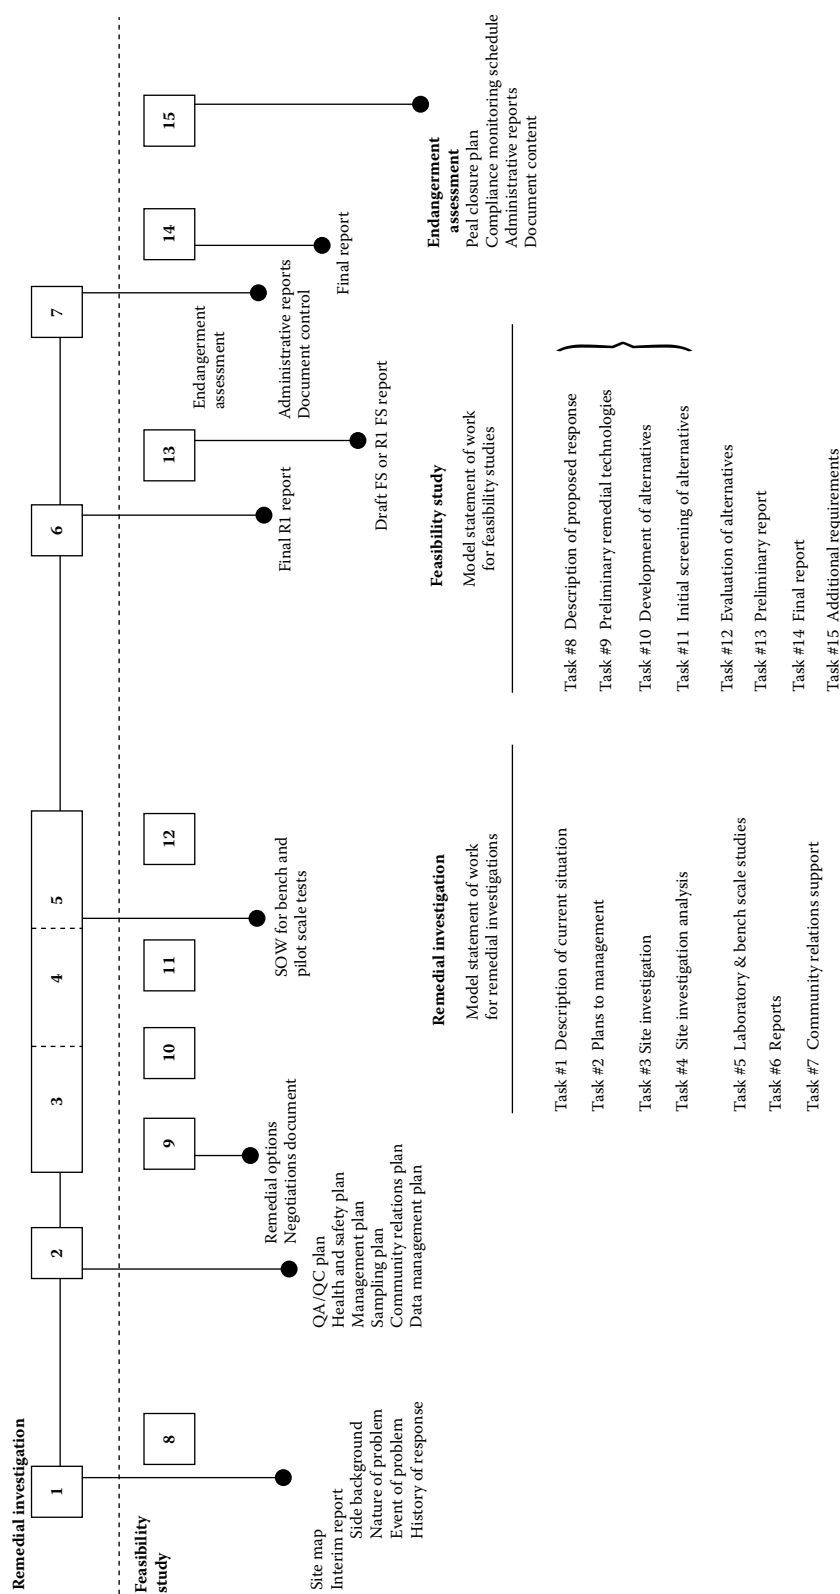 Remedial investigation
1
2
3
4
5
6
7
Feasibility
study
8
9
10
11
12
13
14
15
Site map
Interim report
Side background
Nature of problem
Event of problem
History of response
QA/QC plan
Health and safety plan
Management plan
Sampling plan
Community relations plan
Data management plan
Remedial options
Negotiations document
SOW for bench and
pilot scale tests
Final R1 report
Draft FS or R1 FS report
Endangerment
assessment
Administrative reports
Document control
Final report
Endangerment
assessment
Peal closure plan
Compliance monitoring schedule
Administrative reports
Document content
Remedial investigation
Model statement of work
for remedial investigations
Task #1 Description of current situation
Task #2 Plans to management
Task #3 Site investigation
Task #4 Site investigation analysis
Task #5 Laboratory & bench scale studies
Task #6 Reports
Task #7 Community relations support
Feasibility study
Model statement of work
for feasibility studies
Task #8 Description of proposed response
Task #9 Preliminary remedial technologies
Task #10 Development of alternatives
Task #11 Initial screening of alternatives
Task #12 Evaluation of alternatives
Task #13 Preliminary report
Task #14 Final report
Task #15 Additional requirements